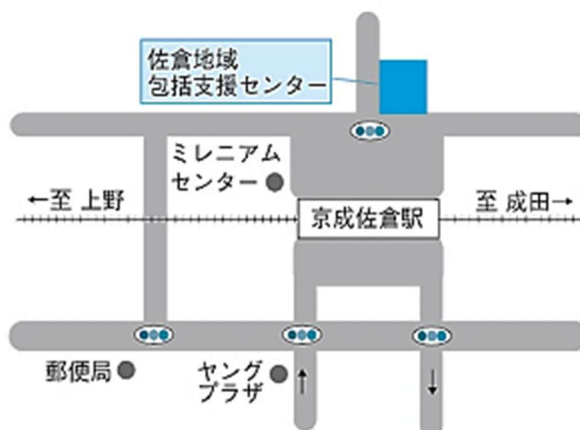 佐倉地域
包括支援センター
ミレニアム
センター
←至 上野
京成佐倉駅
至 成田→
郵便局
ヤング
プラザ